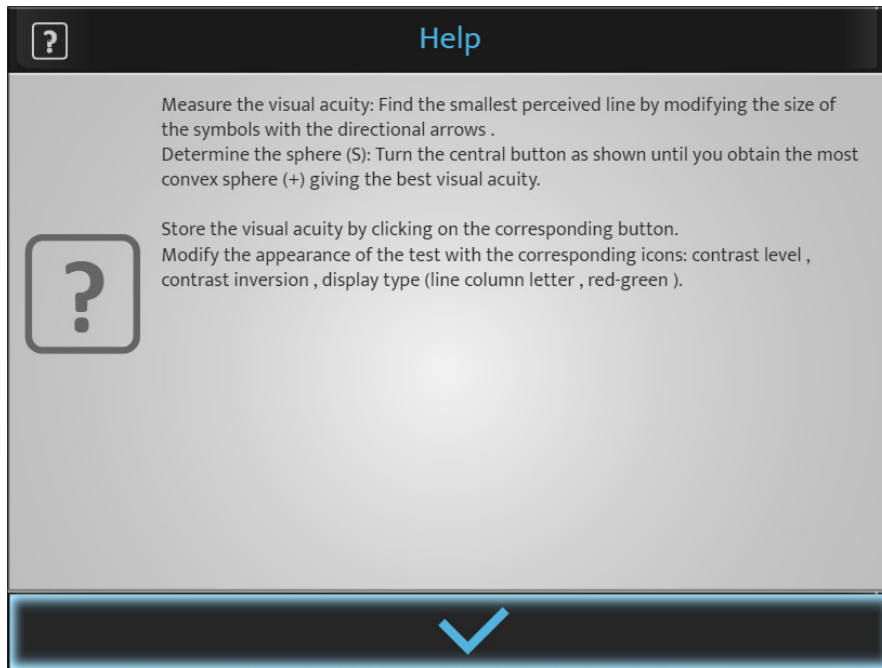 ?
Help
Measure the visual acuity: Find the smallest perceived line by modifying the size of
the symbols with the directional arrows .
Determine the sphere (S): Turn the central button as shown until you obtain the most
convex sphere (+) giving the best visual acuity.
Store the visual acuity by clicking on the corresponding button.
Modify the appearance of the test with the corresponding icons: contrast level ,
contrast inversion , display type (line column letter , red-green ).
?